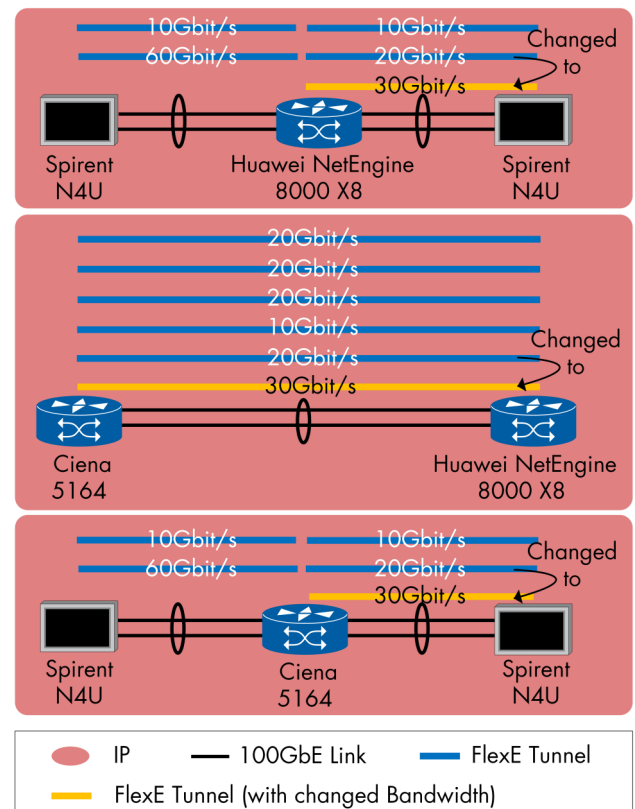 10Gbit/s 10Gbit/s Changed
60Gbit/s 20Gbit/s to
30Gbit/s
Spirent Huawei NetEngine Spirent
N4U 8000 X8 N4U
20Gbit/s
20Gbit/s
20Gbit/s
10Gbit/s
20Gbit/s Changed
30Gbit/s to
Ciena Huawei NetEngine
5164 8000 X8
10Gbit/s 10Gbit/s Changed
60Gbit/s 20Gbit/s to
30Gbit/s
Spirent Ciena Spirent
N4U 5164 N4U
IP 100GbE Link FlexE Tunnel
FlexE Tunnel (with changed Bandwidth)